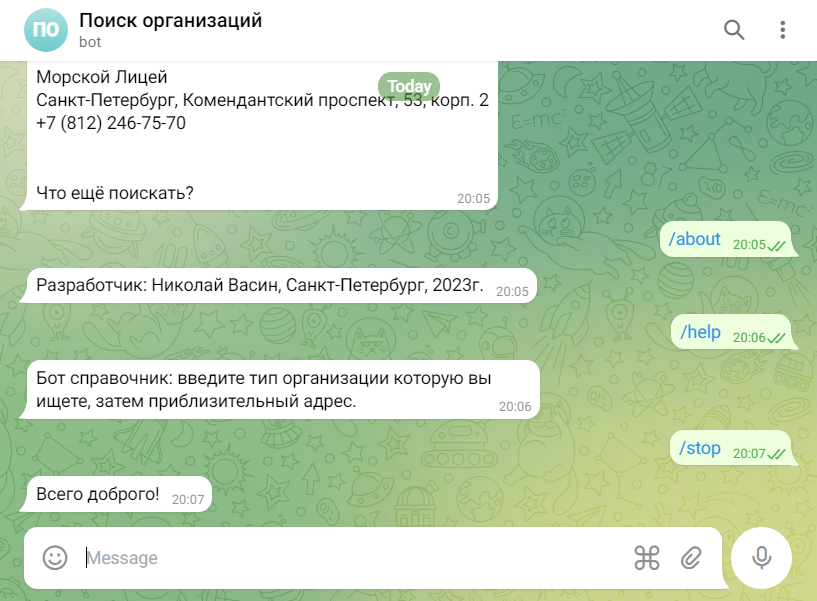 ПО
Поиск организаций
bot
Today
Морской Лицей
Санкт-Петербург, Комендантский проспект, 53, корп. 2
+7 (812) 246-75-70
Что ещё поискать?
20:05
/about 20:05
Разработчик: Николай Васин, Санкт-Петербург, 2023г. 20:05
/help 20:06
Бот справочник: введите тип организации которую вы
ищете, затем приблизительный адрес. 20:06
/stop 20:07
Всего доброго! 20:07
Message
E=mc²